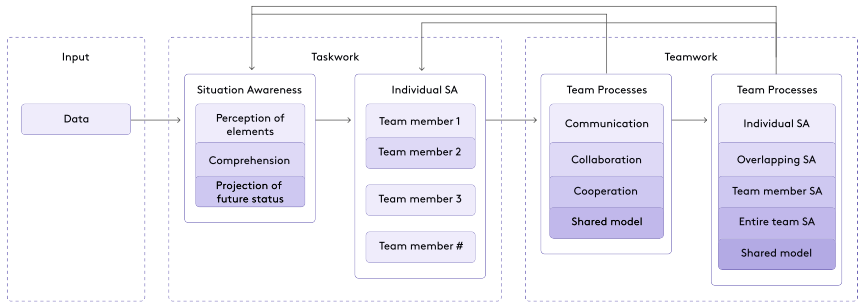 Input
Data
Taskwork
Situation Awareness
Perception of
elements
Comprehension
Projection of
future status
Individual SA
Team member 1
Team member 2
Team member 3
Team member #
Teamwork
Team Processes
Communication
Collaboration
Cooperation
Shared model
Team Processes
Individual SA
Overlapping SA
Team member SA
Entire team SA
Shared model